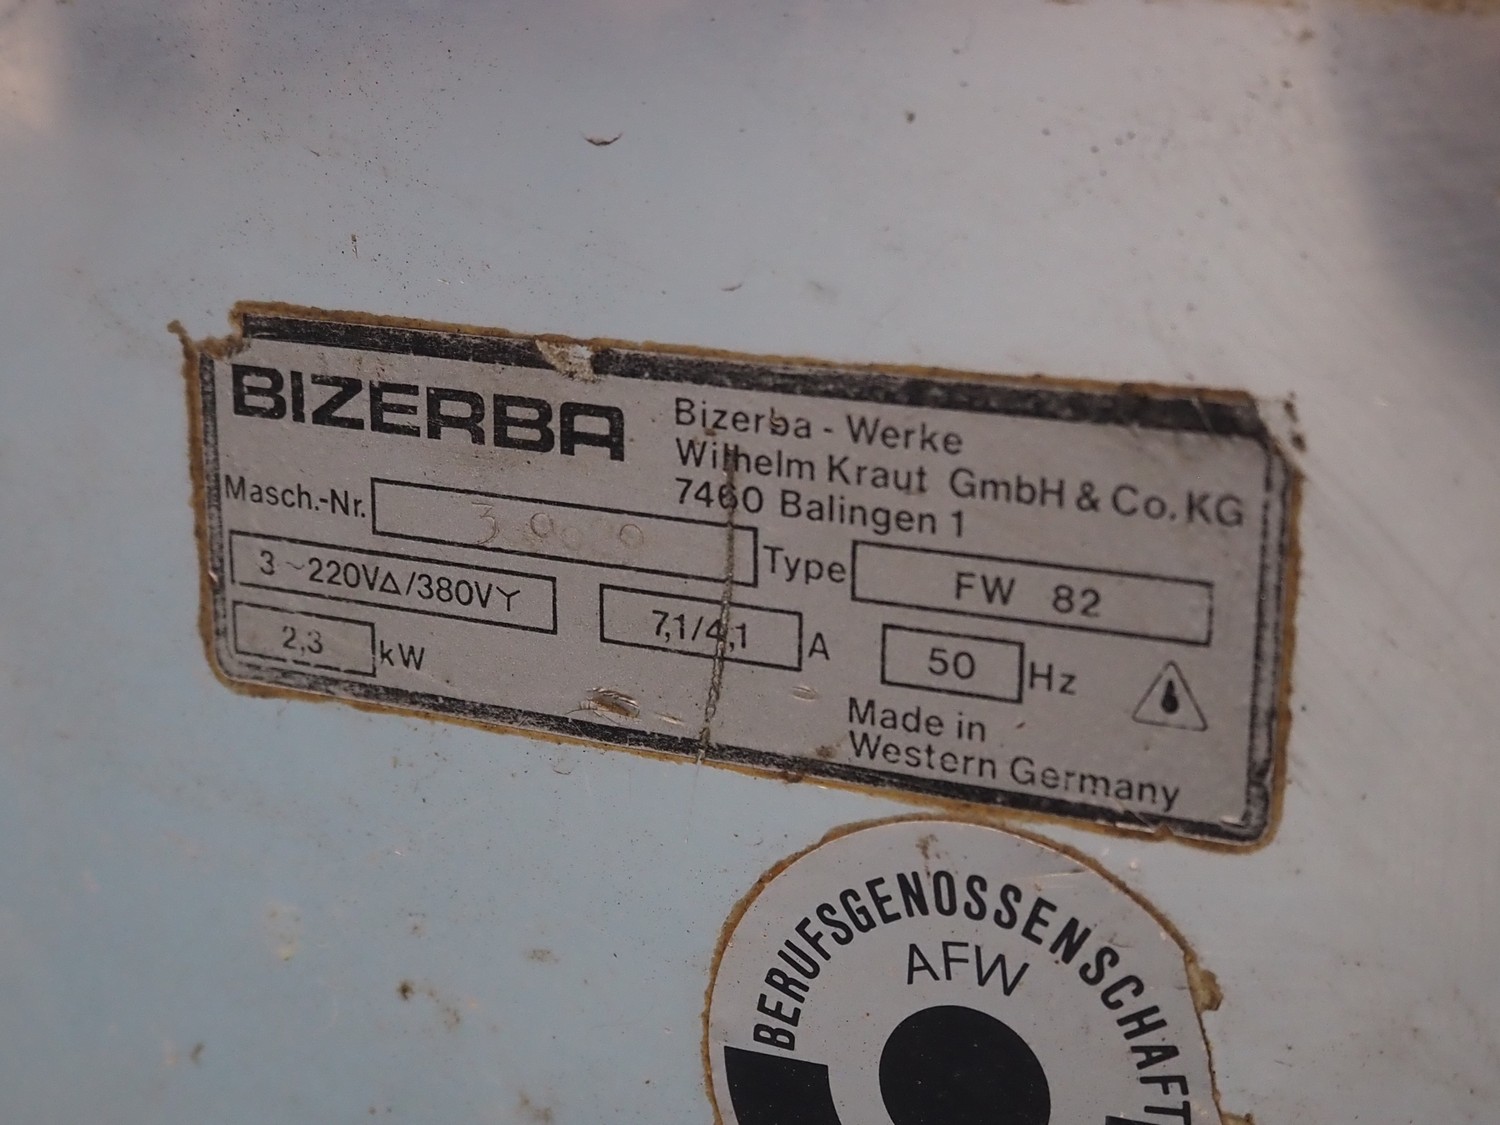 BIZERBA
Bizerba - Werke
Wilhelm Kraut GmbH & Co. KG
7460 Balingen 1
Masch.-Nr.
Type FW 82
3 ~220VΔ/380VY
7,1/4,1 A
50 Hz
2,3 kW
Made in
Western Germany
BERUFSGENOSSENSCHAFT
AFW